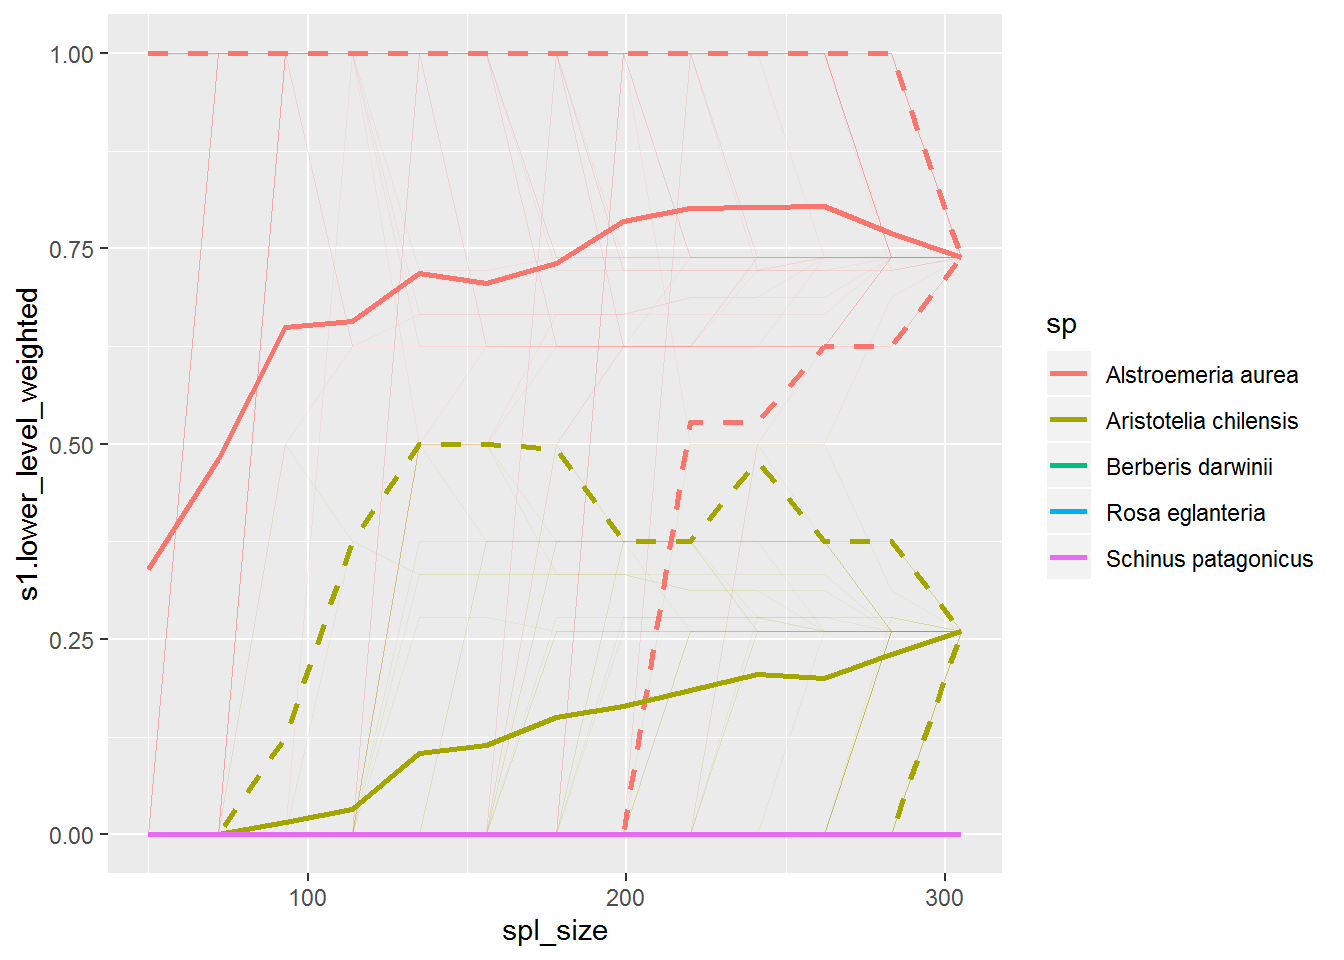 1.00
0.75
0.50
0.25
0.00
s1.lower_level_weighted
100
200
300
spl_size
sp
Alstroemeria aurea
Aristotelia chilensis
Berberis darwinii
Rosa eglanteria
Schinus patagonicus